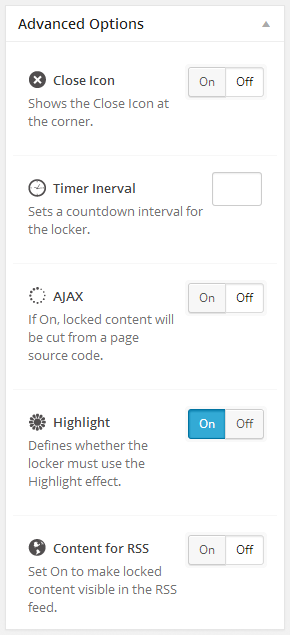 Advanced Options
Close Icon On Off
Shows the Close Icon at
the corner.
Timer Inerval
Sets a countdown interval for
the locker.
AJAX On Off
If On, locked content will
be cut from a page
source code.
Highlight On Off
Defines whether the
locker must use the
Highlight effect.
Content for RSS On Off
Set On to make locked
content visible in the RSS
feed.